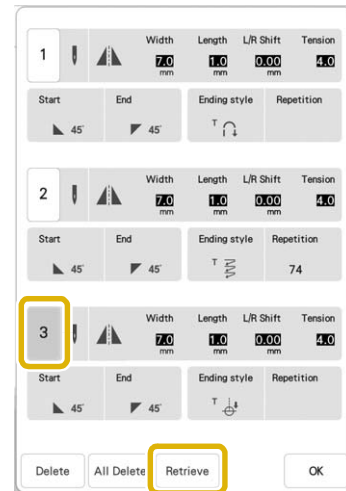 Width Length L/R Shift Tension
1 7.0 1.0 0.00 4.0
mm mm mm
Start End Ending style Repetition
45° 45° T
Width Length L/R Shift Tension
2 7.0 1.0 0.00 4.0
mm mm mm
Start End Ending style Repetition
45° 45° T 74
Width Length L/R Shift Tension
3 7.0 1.0 0.00 4.0
mm mm mm
Start End Ending style Repetition
45° 45° T
Delete All Delete Retrieve OK